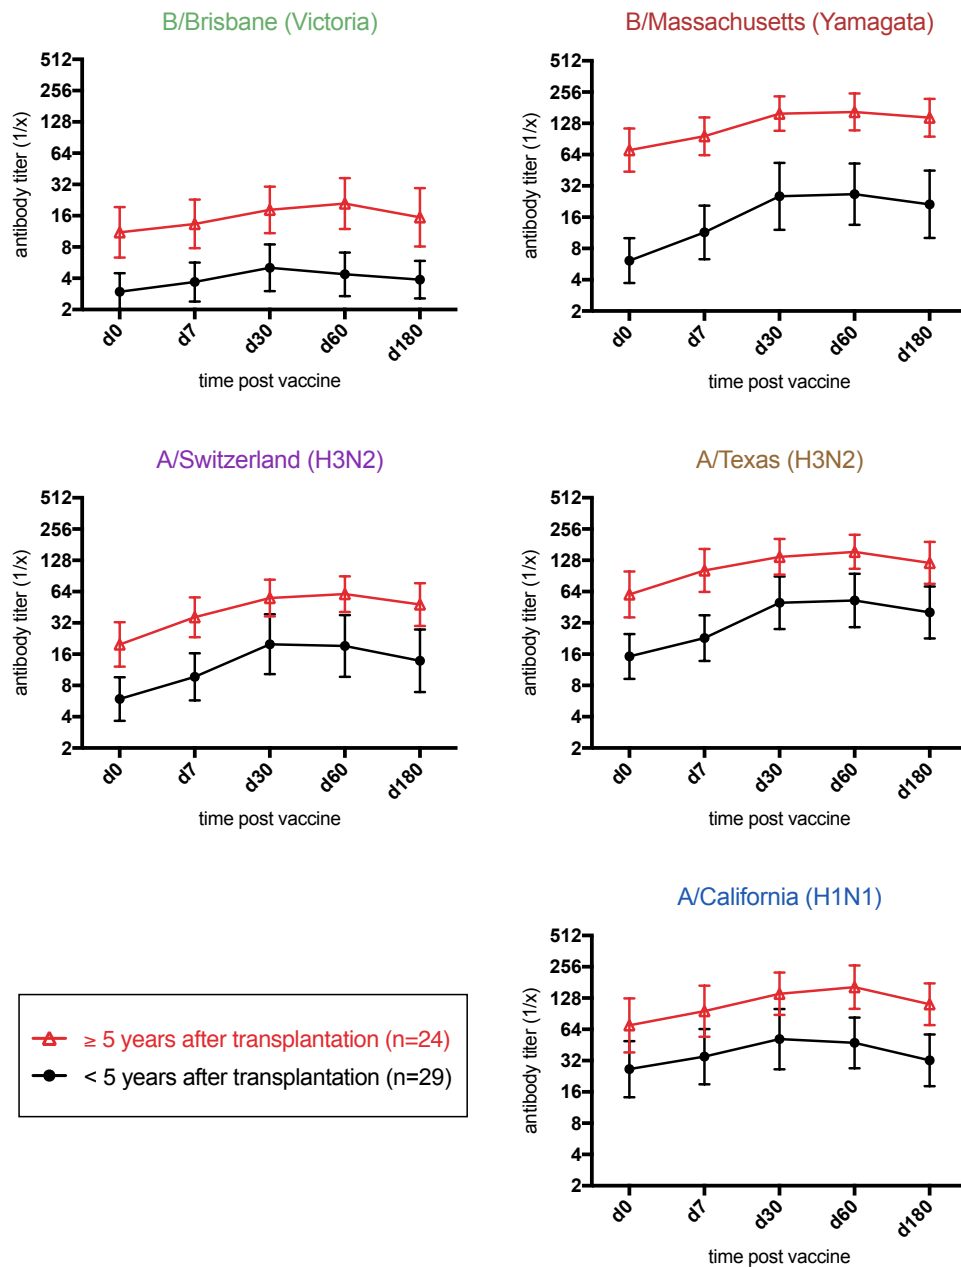 B/Brisbane (Victoria)
antibody titer (1/x)
512
256
128
64
32
16
8
4
2
d0 d7 d30 d60 d180
time post vaccine
B/Massachusetts (Yamagata)
antibody titer (1/x)
512
256
128
64
32
16
8
4
2
d0 d7 d30 d60 d180
time post vaccine
A/Switzerland (H3N2)
antibody titer (1/x)
512
256
128
64
32
16
8
4
2
d0 d7 d30 d60 d180
time post vaccine
A/Texas (H3N2)
antibody titer (1/x)
512
256
128
64
32
16
8
4
2
d0 d7 d30 d60 d180
time post vaccine
≥ 5 years after transplantation (n=24)
< 5 years after transplantation (n=29)
A/California (H1N1)
antibody titer (1/x)
512
256
128
64
32
16
8
4
2
d0 d7 d30 d60 d180
time post vaccine